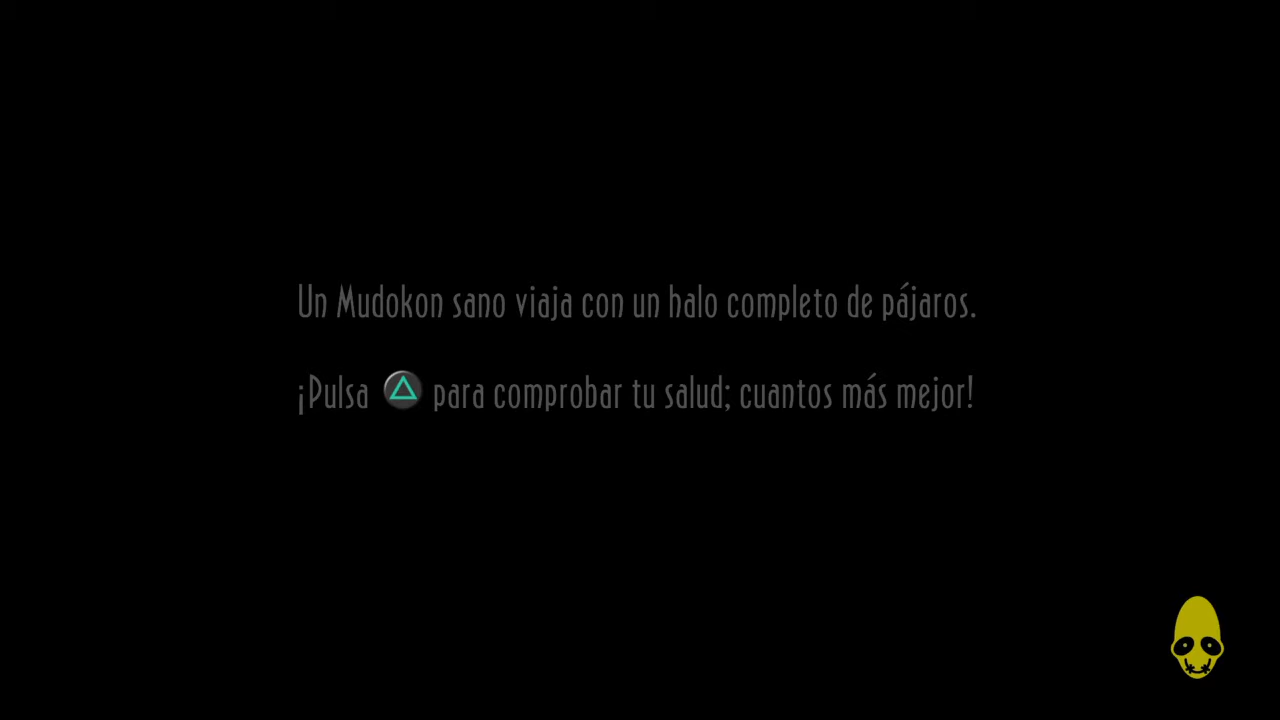 Un Mudokon sano viaja con un halo completo de pájaros.
¡Pulsa △ para comprobar tu salud; cuantos más mejor!